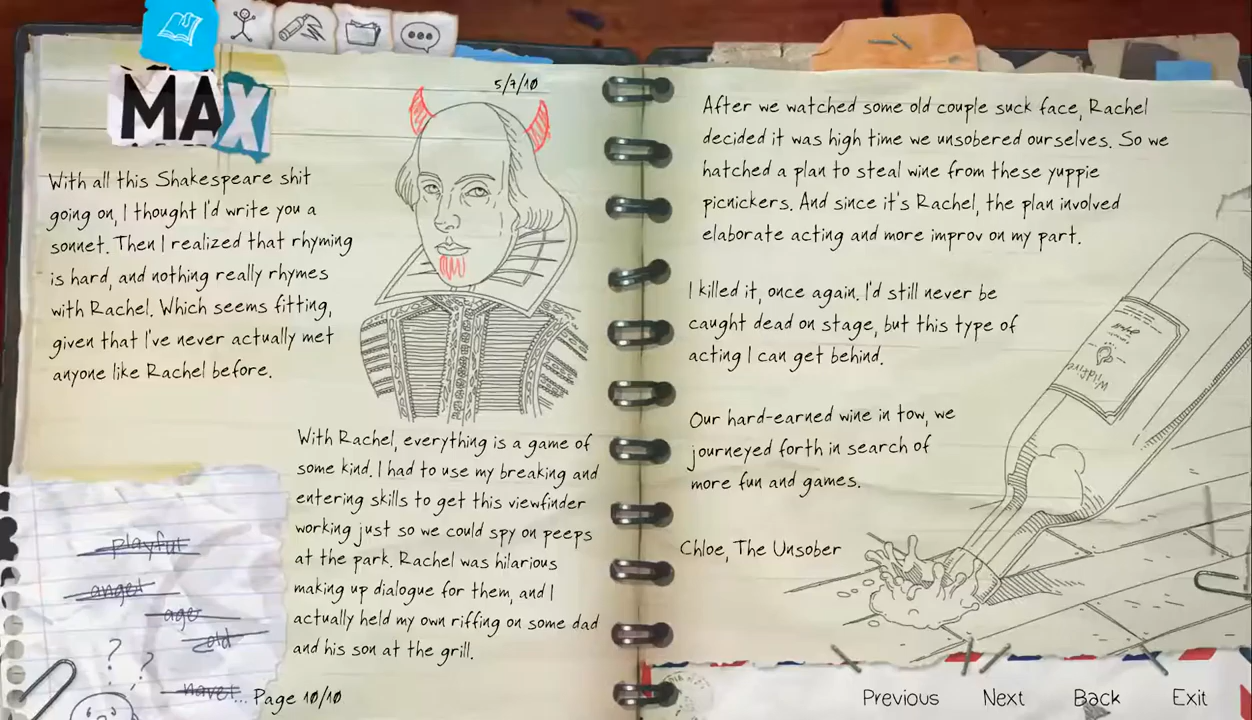 MAX
5/7/10
With all this Shakespeare shit
going on, I thought I'd write you a
sonnet. Then I realized that rhyming
is hard, and nothing really rhymes
with Rachel. Which seems fitting,
given that I've never actually met
anyone like Rachel before.
With Rachel, everything is a game of
some kind. I had to use my breaking and
entering skills to get this viewfinder
working just so we could spy on peeps
at the park. Rachel was hilarious
making up dialogue for them, and I
actually held my own riffing on some dad
and his son at the grill.
playful
angel
age
old
? ?
navel...
Page 10/10
After we watched some old couple suck face, Rachel
decided it was high time we unsobered ourselves. So we
hatched a plan to steal wine from these yuppie
picnickers. And since it's Rachel, the plan involved
elaborate acting and more improv on my part.
I killed it, once again. I'd still never be
caught dead on stage, but this type of
acting I can get behind.
Our hard-earned wine in tow, we
journeyed forth in search of
more fun and games.
Chloe, The Unsober
Previous Next Back Exit